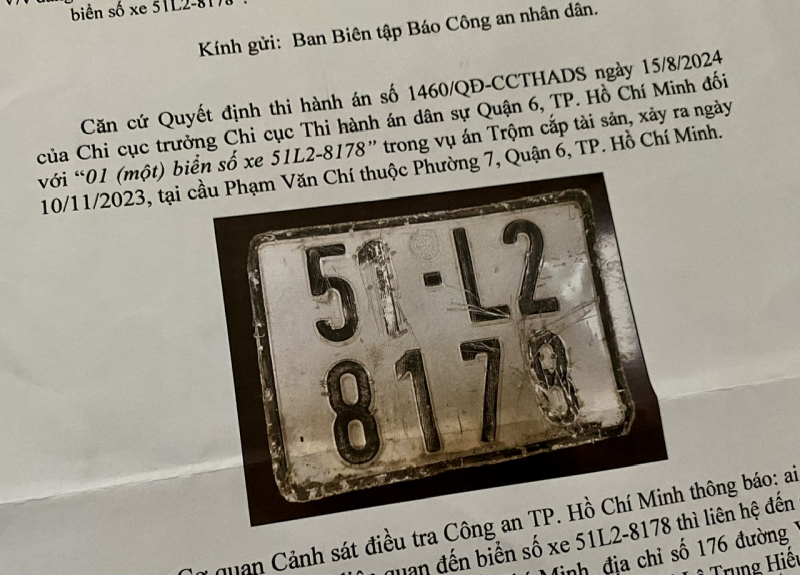 biển số xe 51L2-8178".
Kính gửi: Ban Biên tập Báo Công an nhân dân.
Căn cứ Quyết định thi hành án số 1460/QĐ-CCTHADS ngày 15/8/2024
của Chi cục trưởng Chi cục Thi hành án dân sự Quận 6, TP. Hồ Chí Minh đối
với “01 (một) biển số xe 51L2-8178” trong vụ án Trộm cắp tài sản, xảy ra ngày
10/11/2023, tại cầu Phạm Văn Chí thuộc Phường 7, Quận 6, TP. Hồ Chí Minh.
51-L2
8178
quan Cảnh sát điều tra Công an TP. Hồ Chí Minh thông báo: ai
quan đến biển số xe 51L2-8178 thì liên hệ đến
Minh, địa chỉ số 176 đường
Trung Hiếu